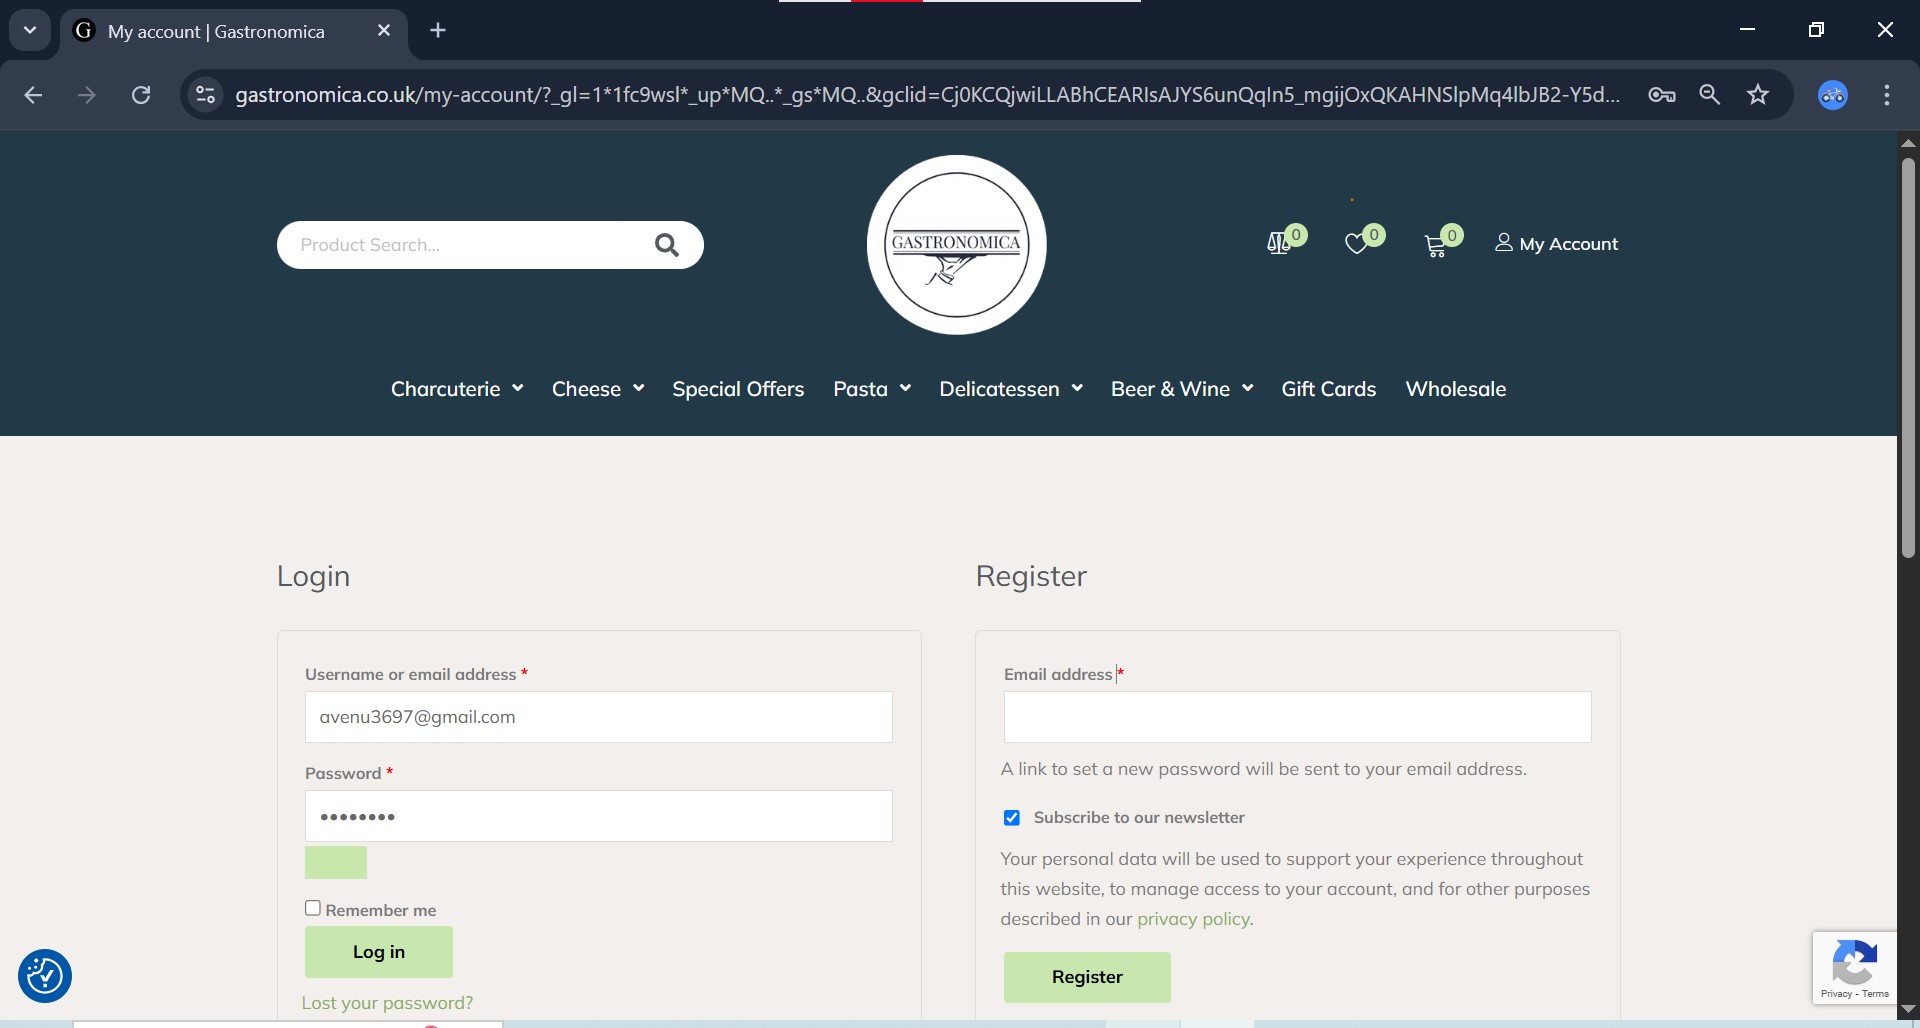 G My account | Gastronomica
gastronomica.co.uk/my-account/?_gl=1*1fc9wsl*_up*MQ..*_gs*MQ..&gclid=Cj0KCQjwiLLABhCEARIsAJYS6unQqIn5_mgijOxQKAHNSlpMq4lbJB2-Y5d...
Product Search...
GASTRONOMICA
0
0
0
My Account
Charcuterie
Cheese
Special Offers
Pasta
Delicatessen
Beer & Wine
Gift Cards
Wholesale
Login
Username or email address *
avenu3697@gmail.com
Password *
Remember me
Log in
Lost your password?
Register
Email address *
A link to set a new password will be sent to your email address.
Subscribe to our newsletter
Your personal data will be used to support your experience throughout
this website, to manage access to your account, and for other purposes
described in our privacy policy.
Register
Privacy - Terms